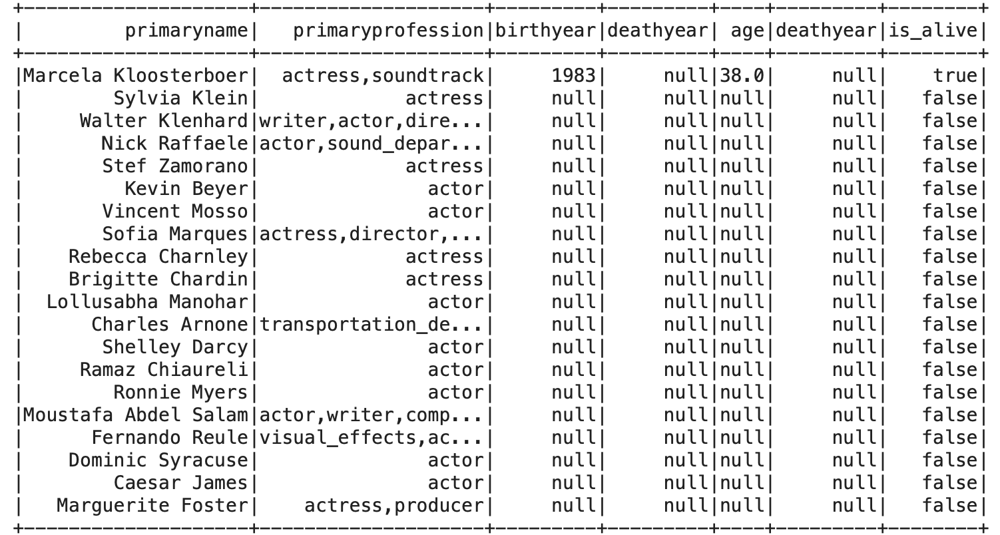 +--------------------+--------------------+---------+---------+----+---------+--------+
|         primaryname|   primaryprofession|birthyear|deathyear| age|deathyear|is_alive|
+--------------------+--------------------+---------+---------+----+---------+--------+
|Marcela Kloosterboer|  actress,soundtrack|     1983|     null|38.0|     null|    true|
|        Sylvia Klein|             actress|     null|     null|null|     null|   false|
|     Walter Klenhard|writer,actor,dire...|     null|     null|null|     null|   false|
|       Nick Raffaele|actor,sound_depar...|     null|     null|null|     null|   false|
|       Stef Zamorano|             actress|     null|     null|null|     null|   false|
|         Kevin Beyer|               actor|     null|     null|null|     null|   false|
|       Vincent Mosso|               actor|     null|     null|null|     null|   false|
|       Sofia Marques|actress,director,...|     null|     null|null|     null|   false|
|    Rebecca Charnley|             actress|     null|     null|null|     null|   false|
|    Brigitte Chardin|             actress|     null|     null|null|     null|   false|
|  Lollusabha Manohar|               actor|     null|     null|null|     null|   false|
|      Charles Arnone|transportation_de...|     null|     null|null|     null|   false|
|       Shelley Darcy|               actor|     null|     null|null|     null|   false|
|     Ramaz Chiaureli|               actor|     null|     null|null|     null|   false|
|        Ronnie Myers|               actor|     null|     null|null|     null|   false|
|Moustafa Abdel Salam|actor,writer,comp...|     null|     null|null|     null|   false|
|      Fernando Reule|visual_effects,ac...|     null|     null|null|     null|   false|
|    Dominic Syracuse|               actor|     null|     null|null|     null|   false|
|        Caesar James|               actor|     null|     null|null|     null|   false|
|   Marguerite Foster|    actress,producer|     null|     null|null|     null|   false|
+--------------------+--------------------+---------+---------+----+---------+--------+